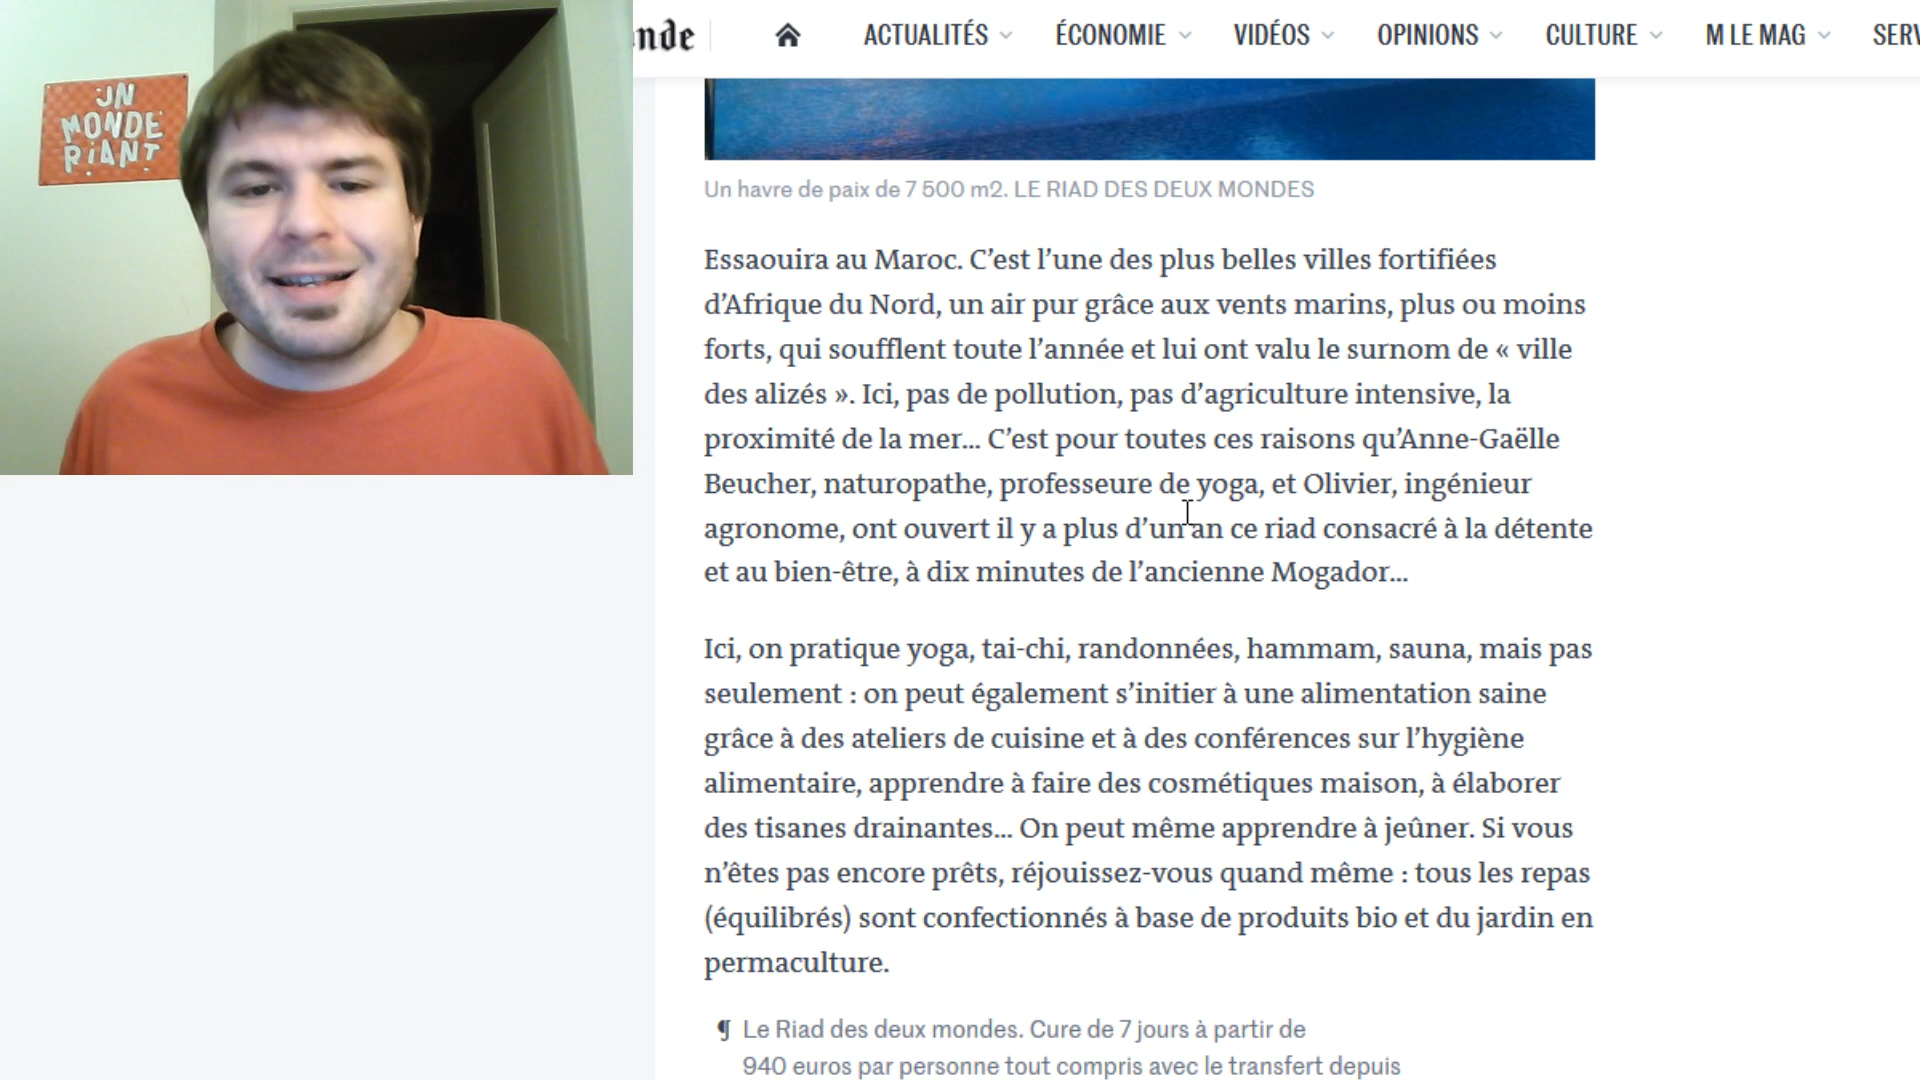 UN
MONDE
RiANT
nde
ACTUALITÉS ÉCONOMIE VIDÉOS OPINIONS CULTURE M LE MAG SERV
Un havre de paix de 7 500 m2. LE RIAD DES DEUX MONDES
Essaouira au Maroc. C’est l’une des plus belles villes fortifiées
d’Afrique du Nord, un air pur grâce aux vents marins, plus ou moins
forts, qui soufflent toute l’année et lui ont valu le surnom de « ville
des alizés ». Ici, pas de pollution, pas d’agriculture intensive, la
proximité de la mer… C’est pour toutes ces raisons qu’Anne-Gaëlle
Beucher, naturopathe, professeure de yoga, et Olivier, ingénieur
agronome, ont ouvert il y a plus d’un an ce riad consacré à la détente
et au bien-être, à dix minutes de l’ancienne Mogador…
Ici, on pratique yoga, tai-chi, randonnées, hammam, sauna, mais pas
seulement : on peut également s’initier à une alimentation saine
grâce à des ateliers de cuisine et à des conférences sur l’hygiène
alimentaire, apprendre à faire des cosmétiques maison, à élaborer
des tisanes drainantes… On peut même apprendre à jeûner. Si vous
n’êtes pas encore prêts, réjouissez-vous quand même : tous les repas
(équilibrés) sont confectionnés à base de produits bio et du jardin en
permaculture.
¶ Le Riad des deux mondes. Cure de 7 jours à partir de
940 euros par personne tout compris avec le transfert depuis